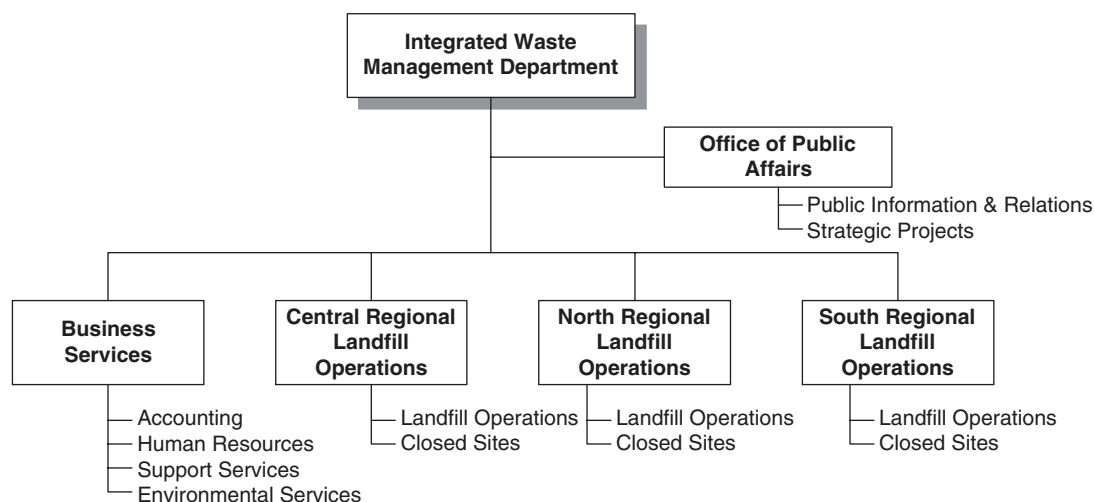 Integrated Waste
Management Department
Office of Public
Affairs
Public Information & Relations
Strategic Projects
Business
Services
Accounting
Human Resources
Support Services
Environmental Services
Central Regional
Landfill
Operations
Landfill Operations
Closed Sites
North Regional
Landfill
Operations
Landfill Operations
Closed Sites
South Regional
Landfill
Operations
Landfill Operations
Closed Sites